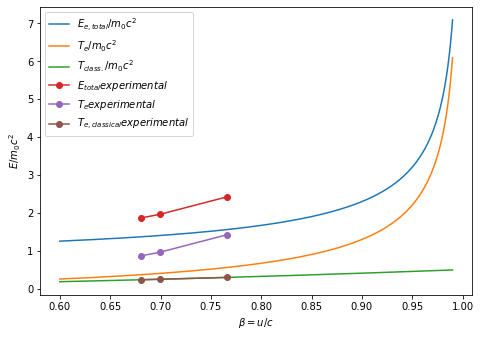 E_{e,total}/m_0c^2
T_e/m_0c^2
T_{class.}/m_0c^2
E_{total}experimental
T_eexperimental
T_{e,classical}experimental
E/m_0c^2
7
6
5
4
3
2
1
0
0.60 0.65 0.70 0.75 0.80 0.85 0.90 0.95 1.00
β = u/c